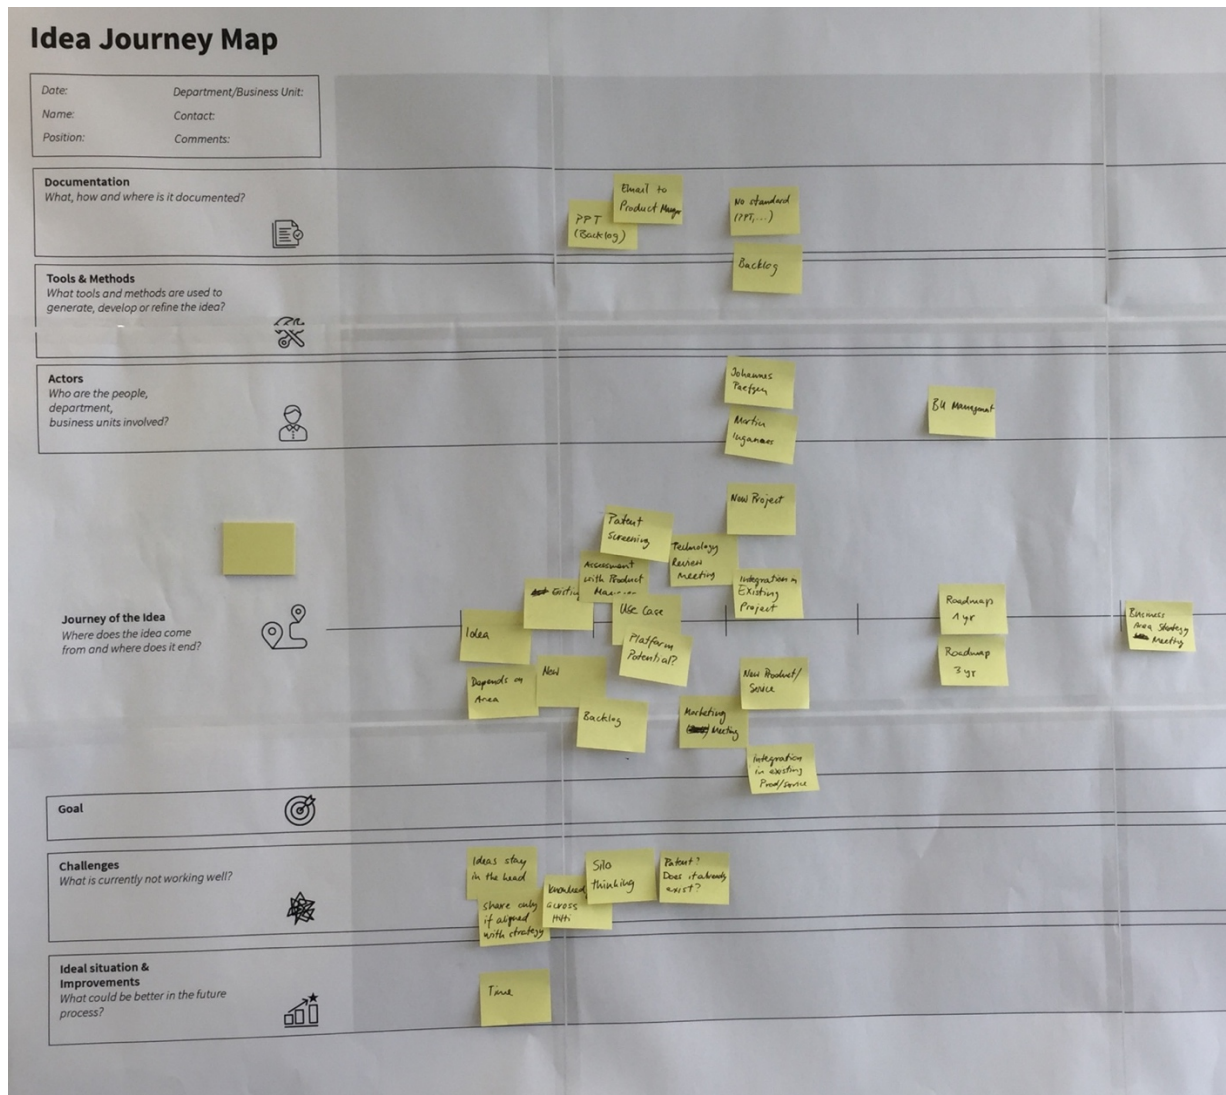 Idea Journey Map
Date:
Department/Business Unit:
Name:
Contact:
Position:
Comments:
Documentation
What, how and where is it documented?
Email to
Product
PPT
(Backlog)
No standard
(PPT,...)
Tools & Methods
What tools and methods are used to
generate, develop or refine the idea?
Backlog
Actors
Who are the people,
department,
business units involved?
Johannes
Martin
BU
Journey of the Idea
Where does the idea come
from and where does it end?
New Project
Patent
Screening
Technology
Review
Meeting
Assessment
with Product
Integration in
Existing
Project
Use Case
Idea
Platform
Potential?
Roadmap
1 yr
Roadmap
3 yr
Business
Area Strategy
Meeting
Depends on
Area
New
New Product/
Service
Backlog
Marketing
Meeting
Integration
in existing
Prod/Service
Goal
Challenges
What is currently not working well?
Ideas stay
in the head
share only
if aligned
with strategy
across
Silo
thinking
Patent?
Does it already
exist?
Ideal situation &
Improvements
What could be better in the future
process?
Time